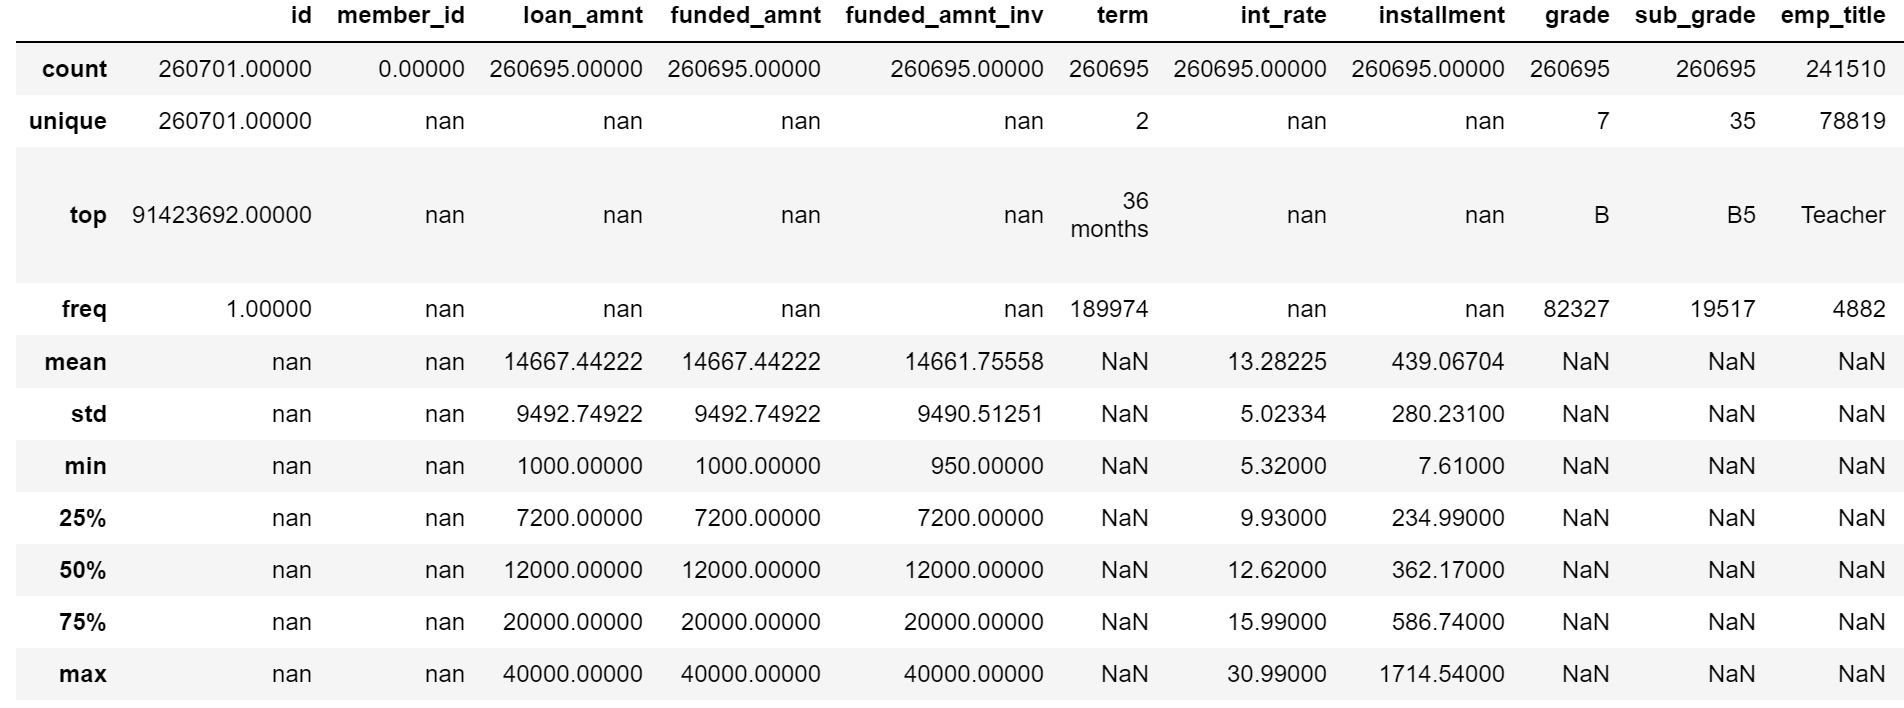 id member_id loan_amnt funded_amnt funded_amnt_inv term int_rate installment grade sub_grade emp_title
count 260701.00000 0.00000 260695.00000 260695.00000 260695.00000 260695 260695.00000 260695.00000 260695 260695 241510
unique 260701.00000 nan nan nan nan 2 nan nan 7 35 78819
top 91423692.00000 nan nan nan nan 36 months nan nan B B5 Teacher
freq 1.00000 nan nan nan nan 189974 nan nan 82327 19517 4882
mean nan nan 14667.44222 14667.44222 14661.75558 NaN 13.28225 439.06704 NaN NaN NaN
std nan nan 9492.74922 9492.74922 9490.51251 NaN 5.02334 280.23100 NaN NaN NaN
min nan nan 1000.00000 1000.00000 950.00000 NaN 5.32000 7.61000 NaN NaN NaN
25% nan nan 7200.00000 7200.00000 7200.00000 NaN 9.93000 234.99000 NaN NaN NaN
50% nan nan 12000.00000 12000.00000 12000.00000 NaN 12.62000 362.17000 NaN NaN NaN
75% nan nan 20000.00000 20000.00000 20000.00000 NaN 15.99000 586.74000 NaN NaN NaN
max nan nan 40000.00000 40000.00000 40000.00000 NaN 30.99000 1714.54000 NaN NaN NaN